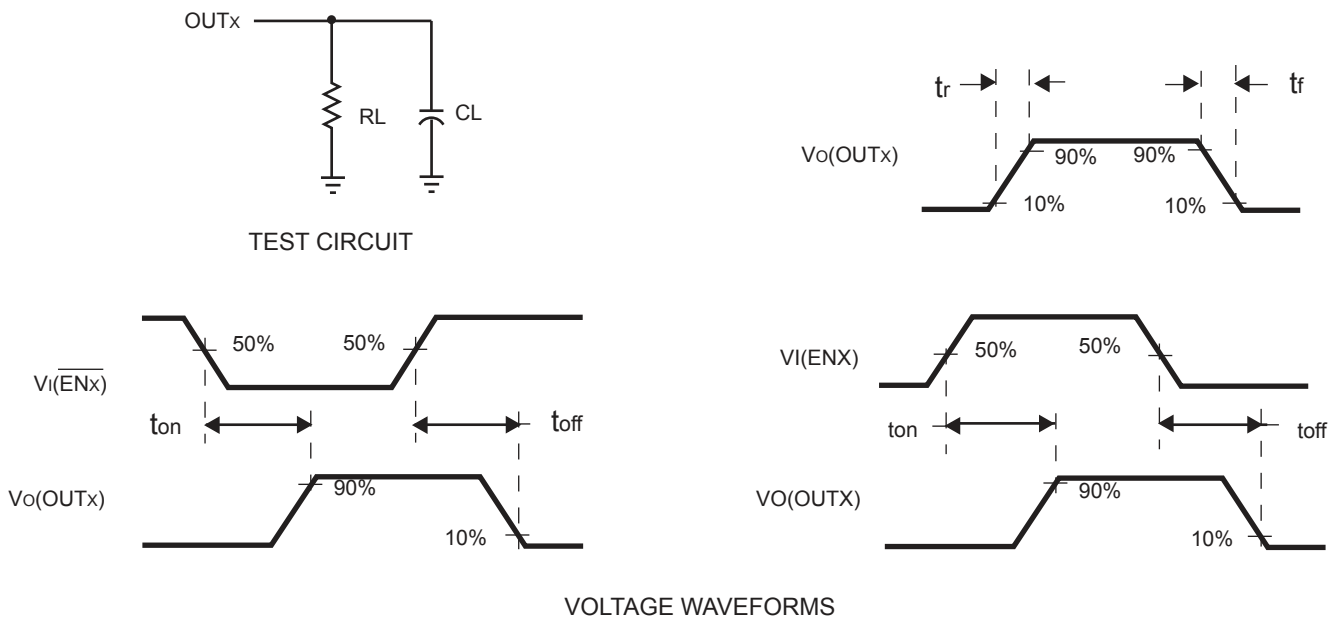 OUTx
RL
CL
TEST CIRCUIT
tr
tf
VO(OUTx)
90%
90%
10%
10%
50%
50%
VI(E̅N̅x̅)
ton
toff
VO(OUTx)
90%
10%
50%
50%
VI(ENX)
ton
toff
VO(OUTX)
90%
10%
VOLTAGE WAVEFORMS